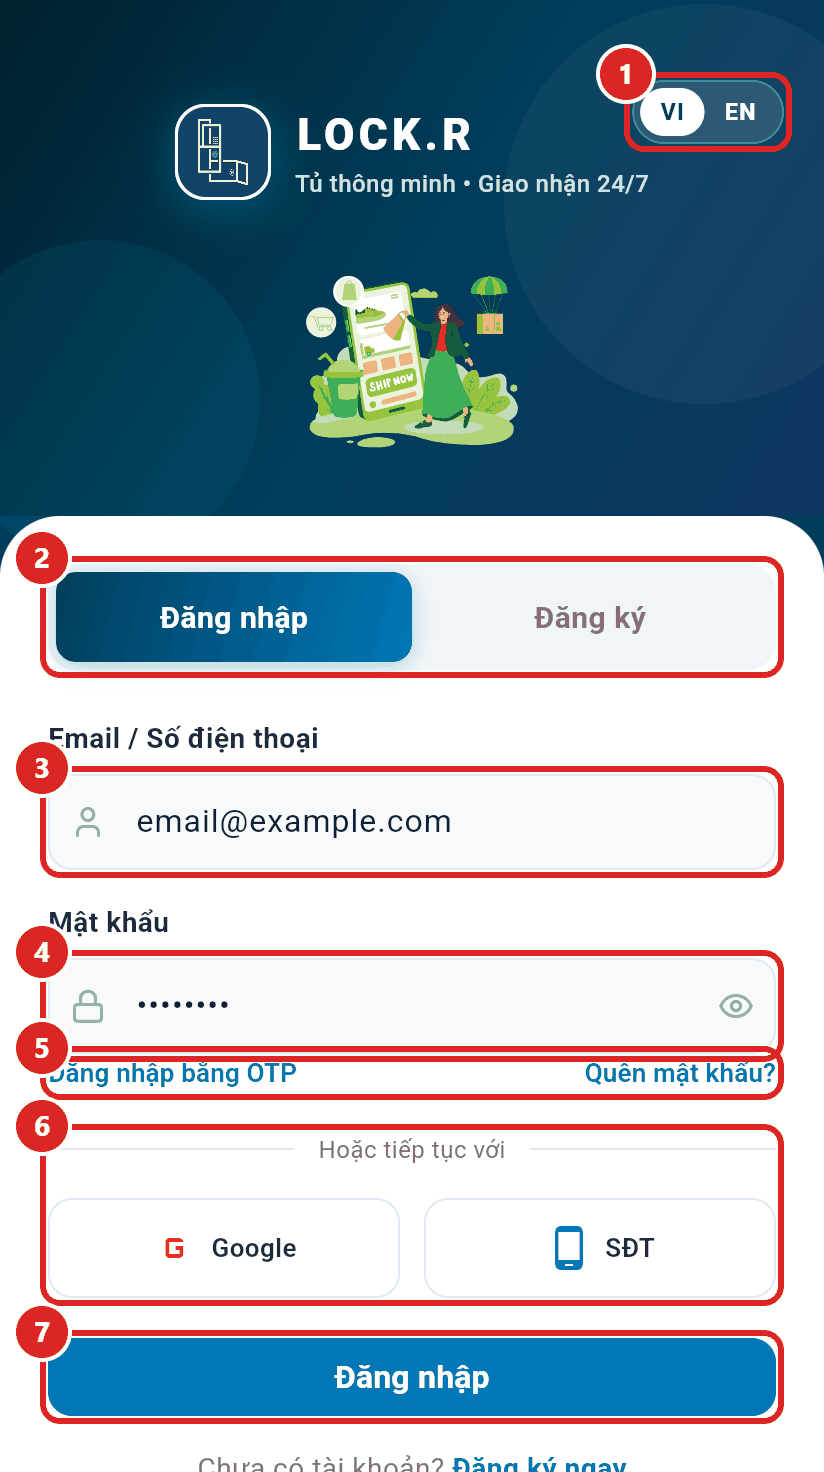 1
VI EN
LOCK.R
Tủ thông minh • Giao nhận 24/7
SHIP NOW
2
Đăng nhập Đăng ký
Email / Số điện thoại
3
email@example.com
Mật khẩu
4
••••••••
5
Đăng nhập bằng OTP Quên mật khẩu?
6
Hoặc tiếp tục với
G Google SĐT
7
Đăng nhập
Chưa có tài khoản? Đăng ký ngay